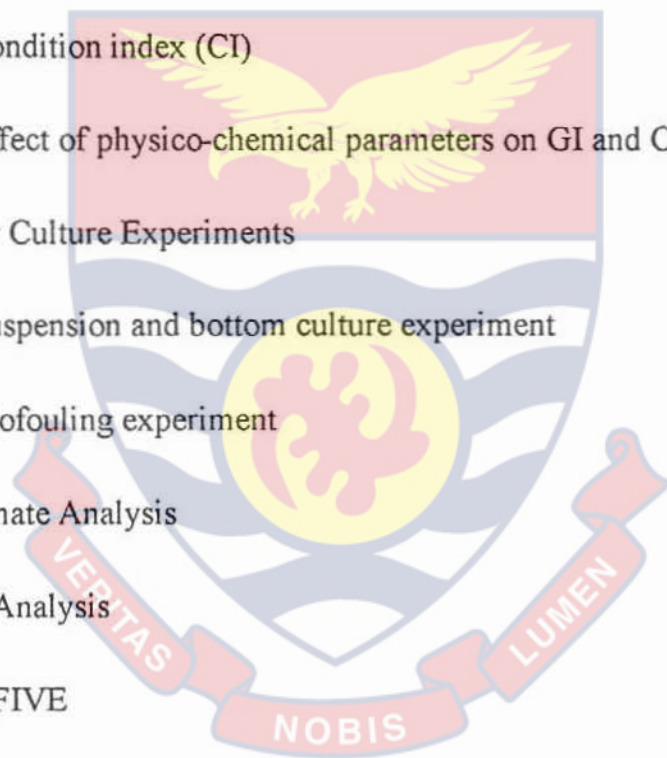 ondition index (CI)
ffect of physico-chemical parameters on GI and C
Culture Experiments
uspension and bottom culture experiment
ofouling experiment
nate Analysis
Analysis
FIVE
VERITAS
NOBIS
LUMEN